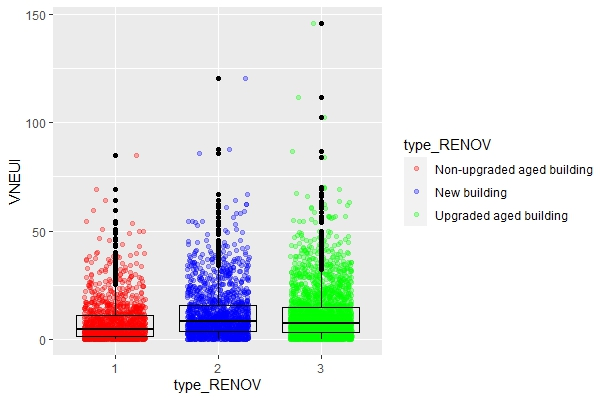 150
100
50
0
VNEUI
1 2 3
type_RENOV
type_RENOV
Non-upgraded aged building
New building
Upgraded aged building